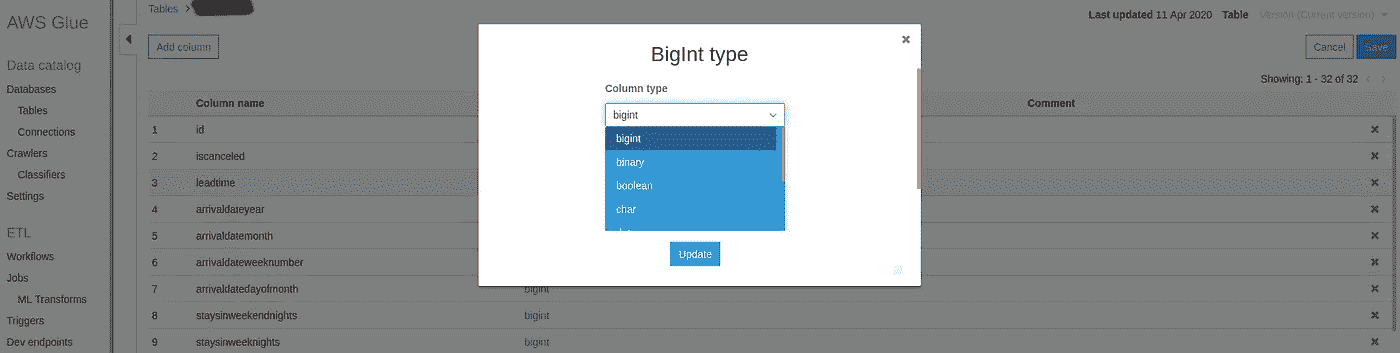 AWS Glue
Data catalog
Databases
Tables
Connections
Crawlers
Classifiers
Settings
ETL
Workflows
Jobs
ML Transforms
Triggers
Dev endpoints
Tables >
Last updated 11 Apr 2020 Table Version (Current version)
Add column
Cancel Save
Showing: 1 - 32 of 32 < >
Column name Comment
1 id
2 iscanceled
3 leadtime
4 arrivaldateyear
5 arrivaldatemonth
6 arrivaldateweeknumber
7 arrivaldatedayofmonth bigint
8 staysinweekendnights bigint
9 staysinweeknights bigint
BigInt type
Column type
bigint
bigint
binary
boolean
char
Update